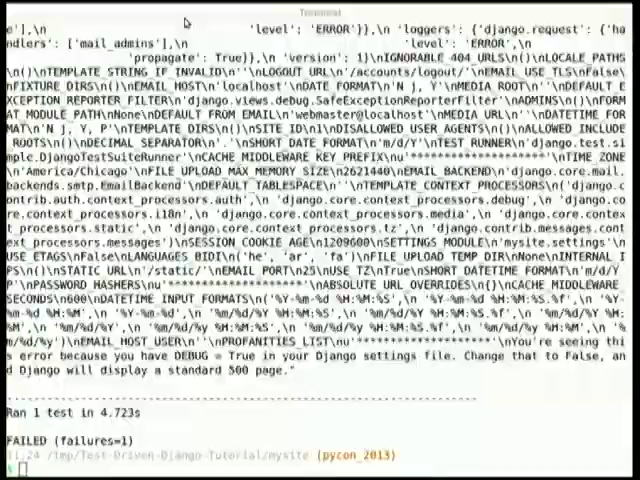 Terminal
e'],\n                                'level': 'ERROR'}},\n 'loggers': {'django.request': {'ha
ndlers': ['mail_admins'],\n                                'level': 'ERROR',\n
            'propagate': True}},\n 'version': 1}\nIGNORABLE_404_URLS\n()\nLOCALE_PATHS
\n()\nTEMPLATE_STRING_IF_INVALID\n''\nLOGOUT_URL\n'/accounts/logout/'\nEMAIL_USE_TLS\nFalse\
nFIXTURE_DIRS\n()\nEMAIL_HOST\n'localhost'\nDATE_FORMAT\n'N j, Y'\nMEDIA_ROOT\n''\nDEFAULT_E
XCEPTION_REPORTER_FILTER\n'django.views.debug.SafeExceptionReporterFilter'\nADMINS\n()\nFORM
AT_MODULE_PATH\nNone\nDEFAULT_FROM_EMAIL\n'webmaster@localhost'\nMEDIA_URL\n''\nDATETIME_FOR
MAT\n'N j, Y, P'\nTEMPLATE_DIRS\n()\nSITE_ID\n1\nDISALLOWED_USER_AGENTS\n()\nALLOWED_INCLUDE
_ROOTS\n()\nDECIMAL_SEPARATOR\n'.'\nSHORT_DATE_FORMAT\n'm/d/Y'\nTEST_RUNNER\n'django.test.si
mple.DjangoTestSuiteRunner'\nCACHE_MIDDLEWARE_KEY_PREFIX\nu'********************'\nTIME_ZONE
\n'America/Chicago'\nFILE_UPLOAD_MAX_MEMORY_SIZE\n2621440\nEMAIL_BACKEND\n'django.core.mail.
backends.smtp.EmailBackend'\nDEFAULT_TABLESPACE\n''\nTEMPLATE_CONTEXT_PROCESSORS\n('django.c
ontrib.auth.context_processors.auth',\n 'django.core.context_processors.debug',\n 'django.co
re.context_processors.i18n',\n 'django.core.context_processors.media',\n 'django.core.contex
t_processors.static',\n 'django.core.context_processors.tz',\n 'django.contrib.messages.cont
ext_processors.messages')\nSESSION_COOKIE_AGE\n1209600\nSETTINGS_MODULE\n'mysite.settings'\n
USE_ETAGS\nFalse\nLANGUAGES_BIDI\n('he', 'ar', 'fa')\nFILE_UPLOAD_TEMP_DIR\nNone\nINTERNAL_I
PS\n()\nSTATIC_URL\n'/static/'\nEMAIL_PORT\n25\nUSE_TZ\nTrue\nSHORT_DATETIME_FORMAT\n'm/d/Y
P'\nPASSWORD_HASHERS\nu'********************'\nABSOLUTE_URL_OVERRIDES\n{}\nCACHE_MIDDLEWARE_
SECONDS\n600\nDATETIME_INPUT_FORMATS\n('%Y-%m-%d %H:%M:%S',\n '%Y-%m-%d %H:%M:%S.%f',\n '%Y-
%m-%d %H:%M',\n '%Y-%m-%d',\n '%m/%d/%Y %H:%M:%S',\n '%m/%d/%Y %H:%M:%S.%f',\n '%m/%d/%Y %H:
%M',\n '%m/%d/%Y',\n '%m/%d/%y %H:%M:%S',\n '%m/%d/%y %H:%M:%S.%f',\n '%m/%d/%y %H:%M',\n '%
m/%d/%y')\nEMAIL_HOST_USER\n''\nPROFANITIES_LIST\nu'********************'\nYou're seeing thi
s error because you have DEBUG = True in your Django settings file. Change that to False, an
d Django will display a standard 500 page."
----------------------------------------------------------------------
Ran 1 test in 4.723s
FAILED (failures=1)
11:24 /tmp/Test-Driven-Django-Tutorial/mysite (pycon_2013)
$